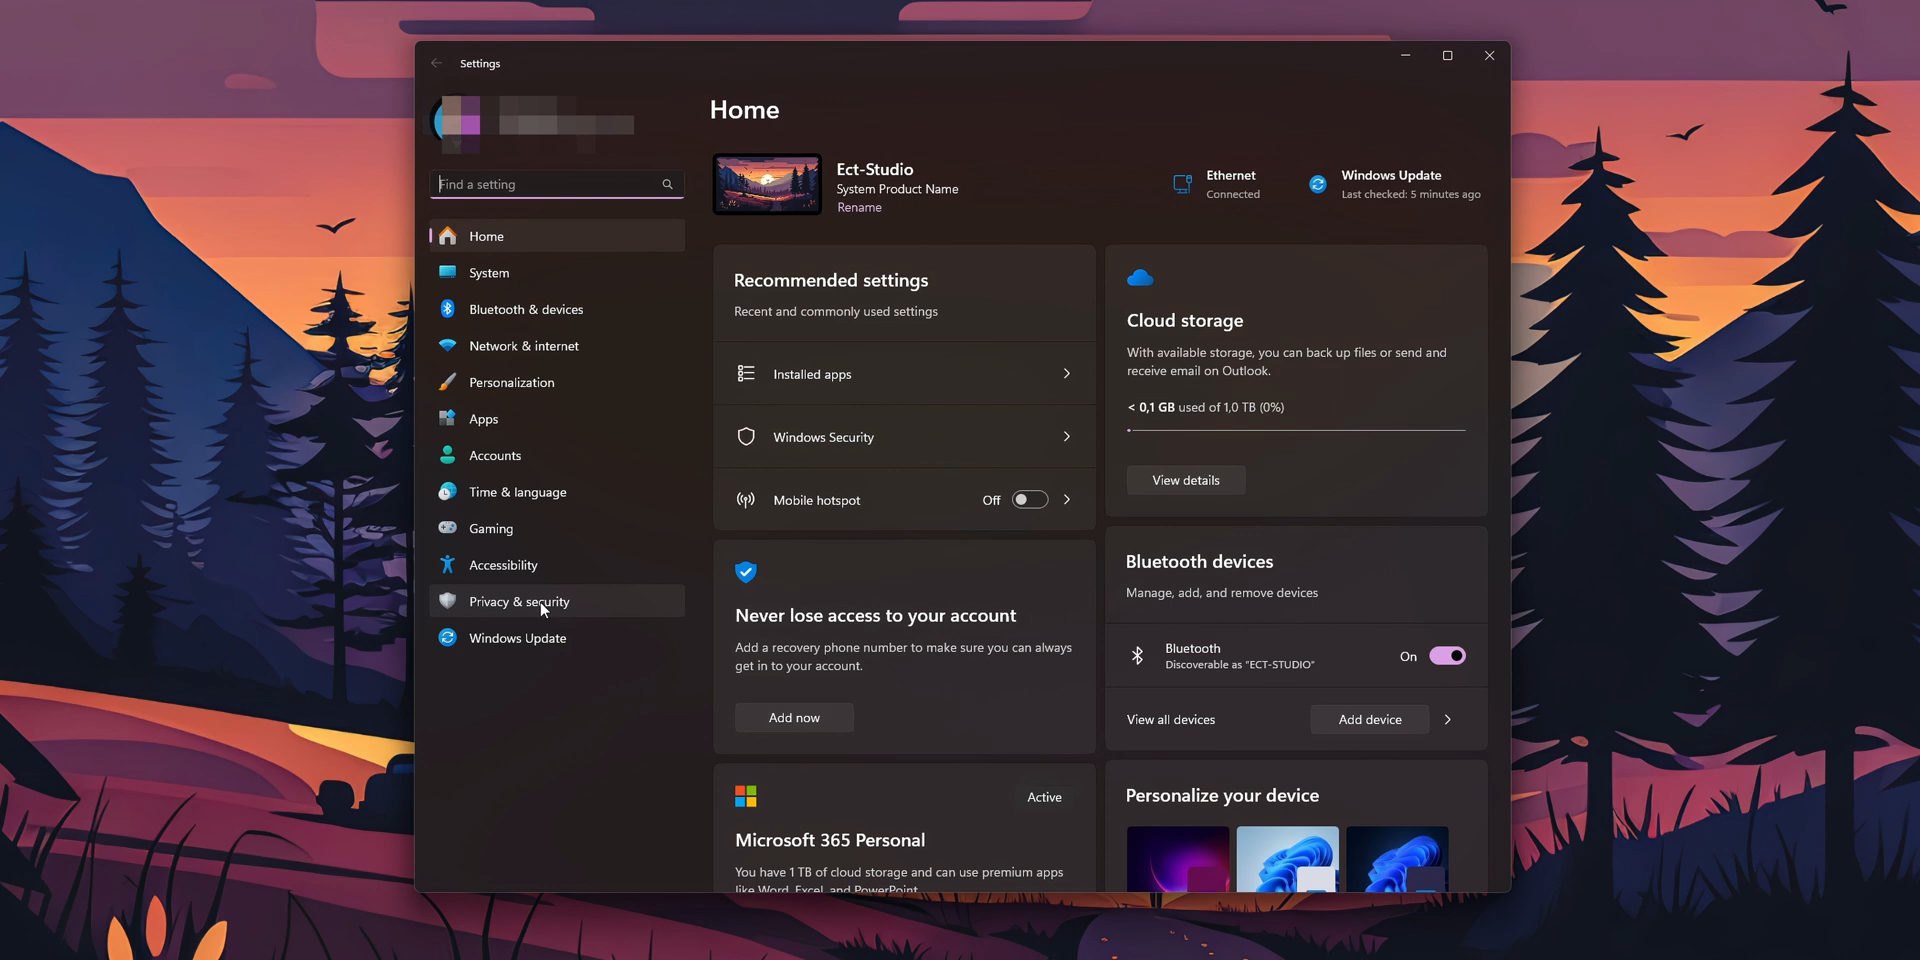 Settings
Home
Find a setting
Home
System
Bluetooth & devices
Network & internet
Personalization
Apps
Accounts
Time & language
Gaming
Accessibility
Privacy & security
Windows Update
Ect-Studio
System Product Name
Rename
Ethernet
Connected
Windows Update
Last checked: 5 minutes ago
Recommended settings
Recent and commonly used settings
Installed apps
Windows Security
Mobile hotspot
Off
Cloud storage
With available storage, you can back up files or send and
receive email on Outlook.
< 0,1 GB used of 1,0 TB (0%)
View details
Never lose access to your account
Add a recovery phone number to make sure you can always
get in to your account.
Add now
Bluetooth devices
Manage, add, and remove devices
Bluetooth
Discoverable as "ECT-STUDIO"
On
View all devices
Add device
Active
Microsoft 365 Personal
You have 1 TB of cloud storage and can use premium apps
like Word, Excel, and PowerPoint
Personalize your device